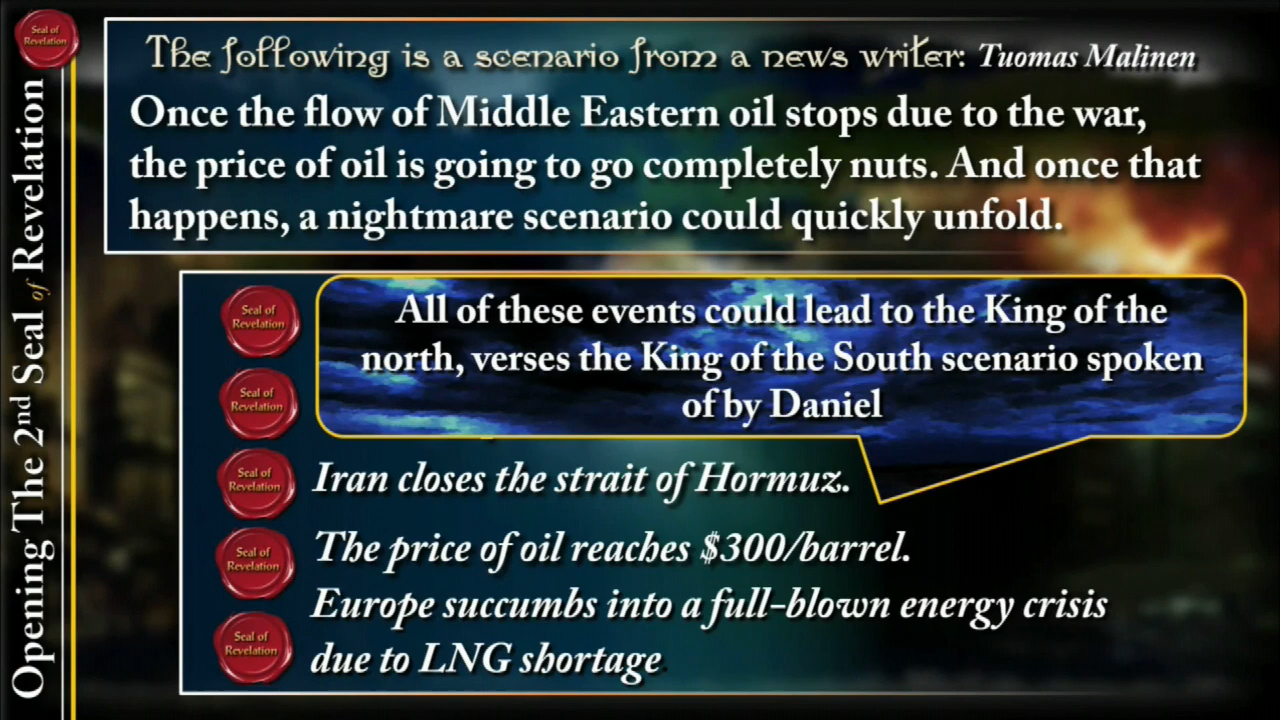 Seal of
Revelation
Opening The 2nd Seal of Revelation
The following is a scenario from a news writer: Tuomas Malinen
Once the flow of Middle Eastern oil stops due to the war,
the price of oil is going to go completely nuts. And once that
happens, a nightmare scenario could quickly unfold.
All of these events could lead to the King of the
north, verses the King of the South scenario spoken
of by Daniel
Seal of
Revelation
Seal of
Revelation
Seal of
Revelation
Iran closes the strait of Hormuz.
Seal of
Revelation
The price of oil reaches $300/barrel.
Seal of
Revelation
Europe succumbs into a full-blown energy crisis
due to LNG shortage